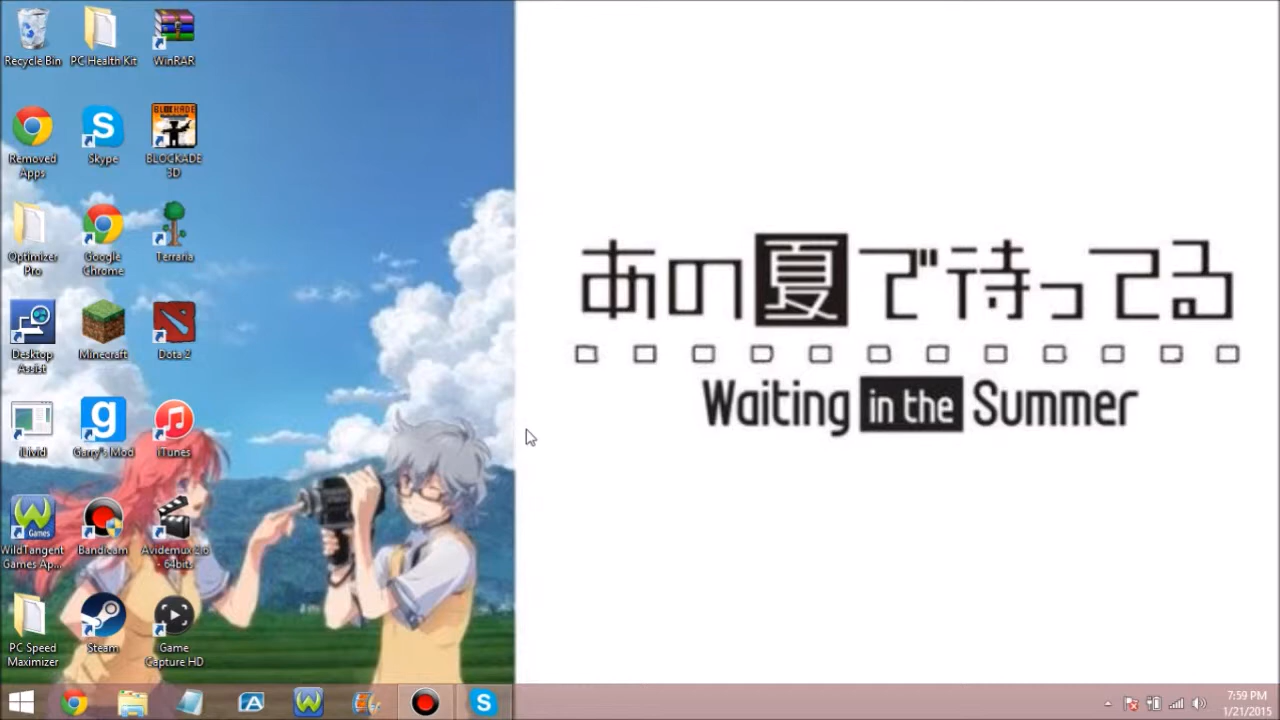 Recycle Bin
PC Health Kit
WinRAR
Removed
Apps
Skype
BLOCKADE
BLOCKADE
3D
Optimizer
Pro
Google
Chrome
Terraria
Desktop
Assist
Minecraft
Dota 2
iLivid
Garry's Mod
iTunes
Games
WildTangent
Games Ap...
Bandicam
Avidemux 2.6
- 64bits
PC Speed
Maximizer
Steam
Game
Capture HD
あの夏で待ってる
Waiting in the Summer
7:59 PM
1/21/2015